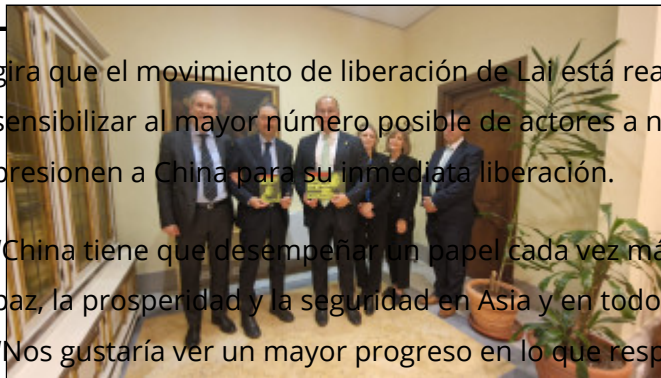 gira que el movimiento de liberación de Lai está rea
sensibilizar al mayor número posible de actores a n
presionen a China para su inmediata liberación.
"China tiene que desempeñar un papel cada vez má
paz, la prosperidad y la seguridad en Asia y en todo
"Nos gustaría ver un mayor progreso en lo que resp